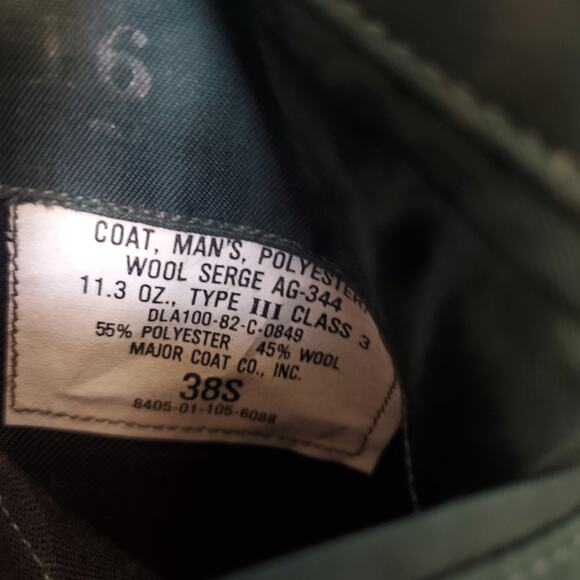 6
COAT, MAN'S, POLYESTER/
WOOL SERGE AG-344
11.3 OZ., TYPE III CLASS 3
DLA100-82-C-0849
55% POLYESTER 45% WOOL
MAJOR COAT CO., INC.
38S
8405-01-105-6088